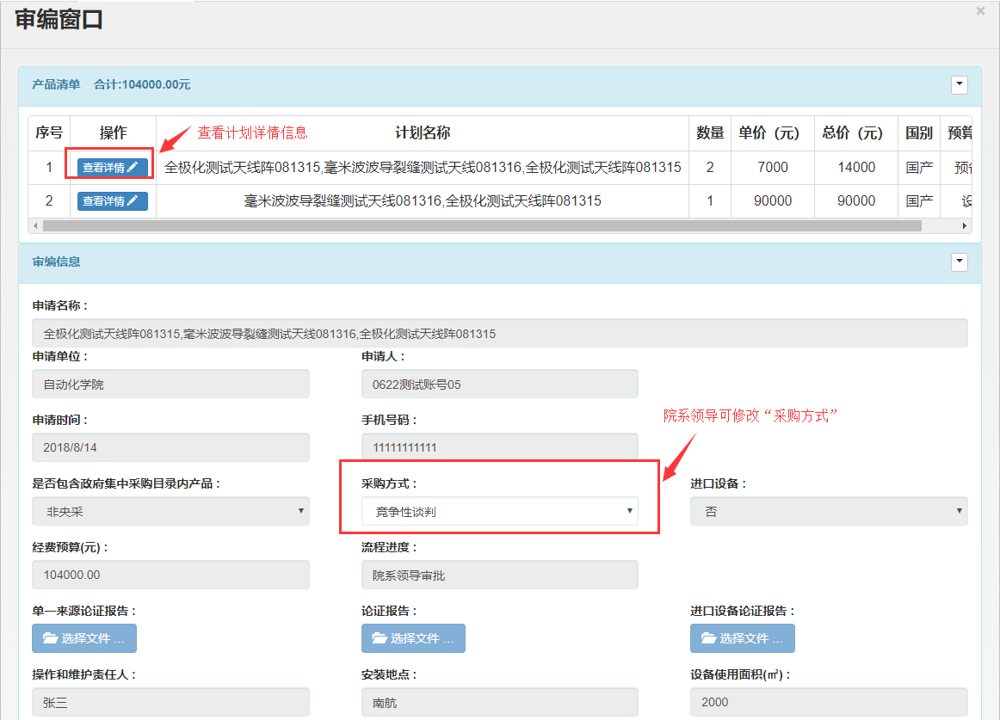 审编窗口
×
产品清单 合计:104000.00元
序号 操作 查看计划详情信息 计划名称 数量 单价（元） 总价（元） 国别 预算
1 查看详情 全极化测试天线阵081315,毫米波波导裂缝测试天线081316,全极化测试天线阵081315 2 7000 14000 国产 预
2 查看详情 毫米波波导裂缝测试天线081316,全极化测试天线阵081315 1 90000 90000 国产 设
审编信息
申请名称：
全极化测试天线阵081315,毫米波波导裂缝测试天线081316,全极化测试天线阵081315
申请单位： 申请人：
自动化学院 0622测试账号05
申请时间： 手机号码： 院系领导可修改“采购方式”
2018/8/14 11111111111
是否包含政府集中采购目录内产品： 采购方式： 进口设备：
非央采 竞争性谈判 否
经费预算(元)： 流程进度：
104000.00 院系领导审批
单一来源论证报告： 论证报告： 进口设备论证报告：
选择文件 ... 选择文件 ... 选择文件 ...
操作和维护责任人： 安装地点： 设备使用面积(㎡)：
张三 南航 2000